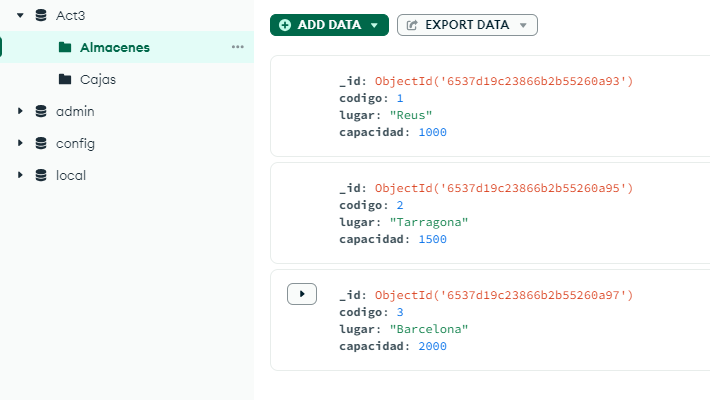 Act3
Almacenes
Cajas
admin
config
local
ADD DATA
EXPORT DATA
_id: ObjectId('6537d19c23866b2b55260a93')
codigo: 1
lugar: "Reus"
capacidad: 1000
_id: ObjectId('6537d19c23866b2b55260a95')
codigo: 2
lugar: "Tarragona"
capacidad: 1500
_id: ObjectId('6537d19c23866b2b55260a97')
codigo: 3
lugar: "Barcelona"
capacidad: 2000